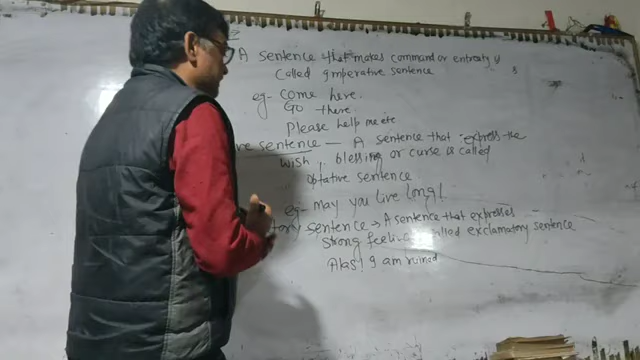 A sentence that makes command or entreaty is
called Imperative sentence
eg- come here.
Go there.
Please help me etc
ve sentence — A sentence that express the
wish, blessing or curse is called
optative sentence
eg- may you live long!
tory sentence → A sentence that expresses
strong feeling called exclamatory sentence
Alas! I am ruined